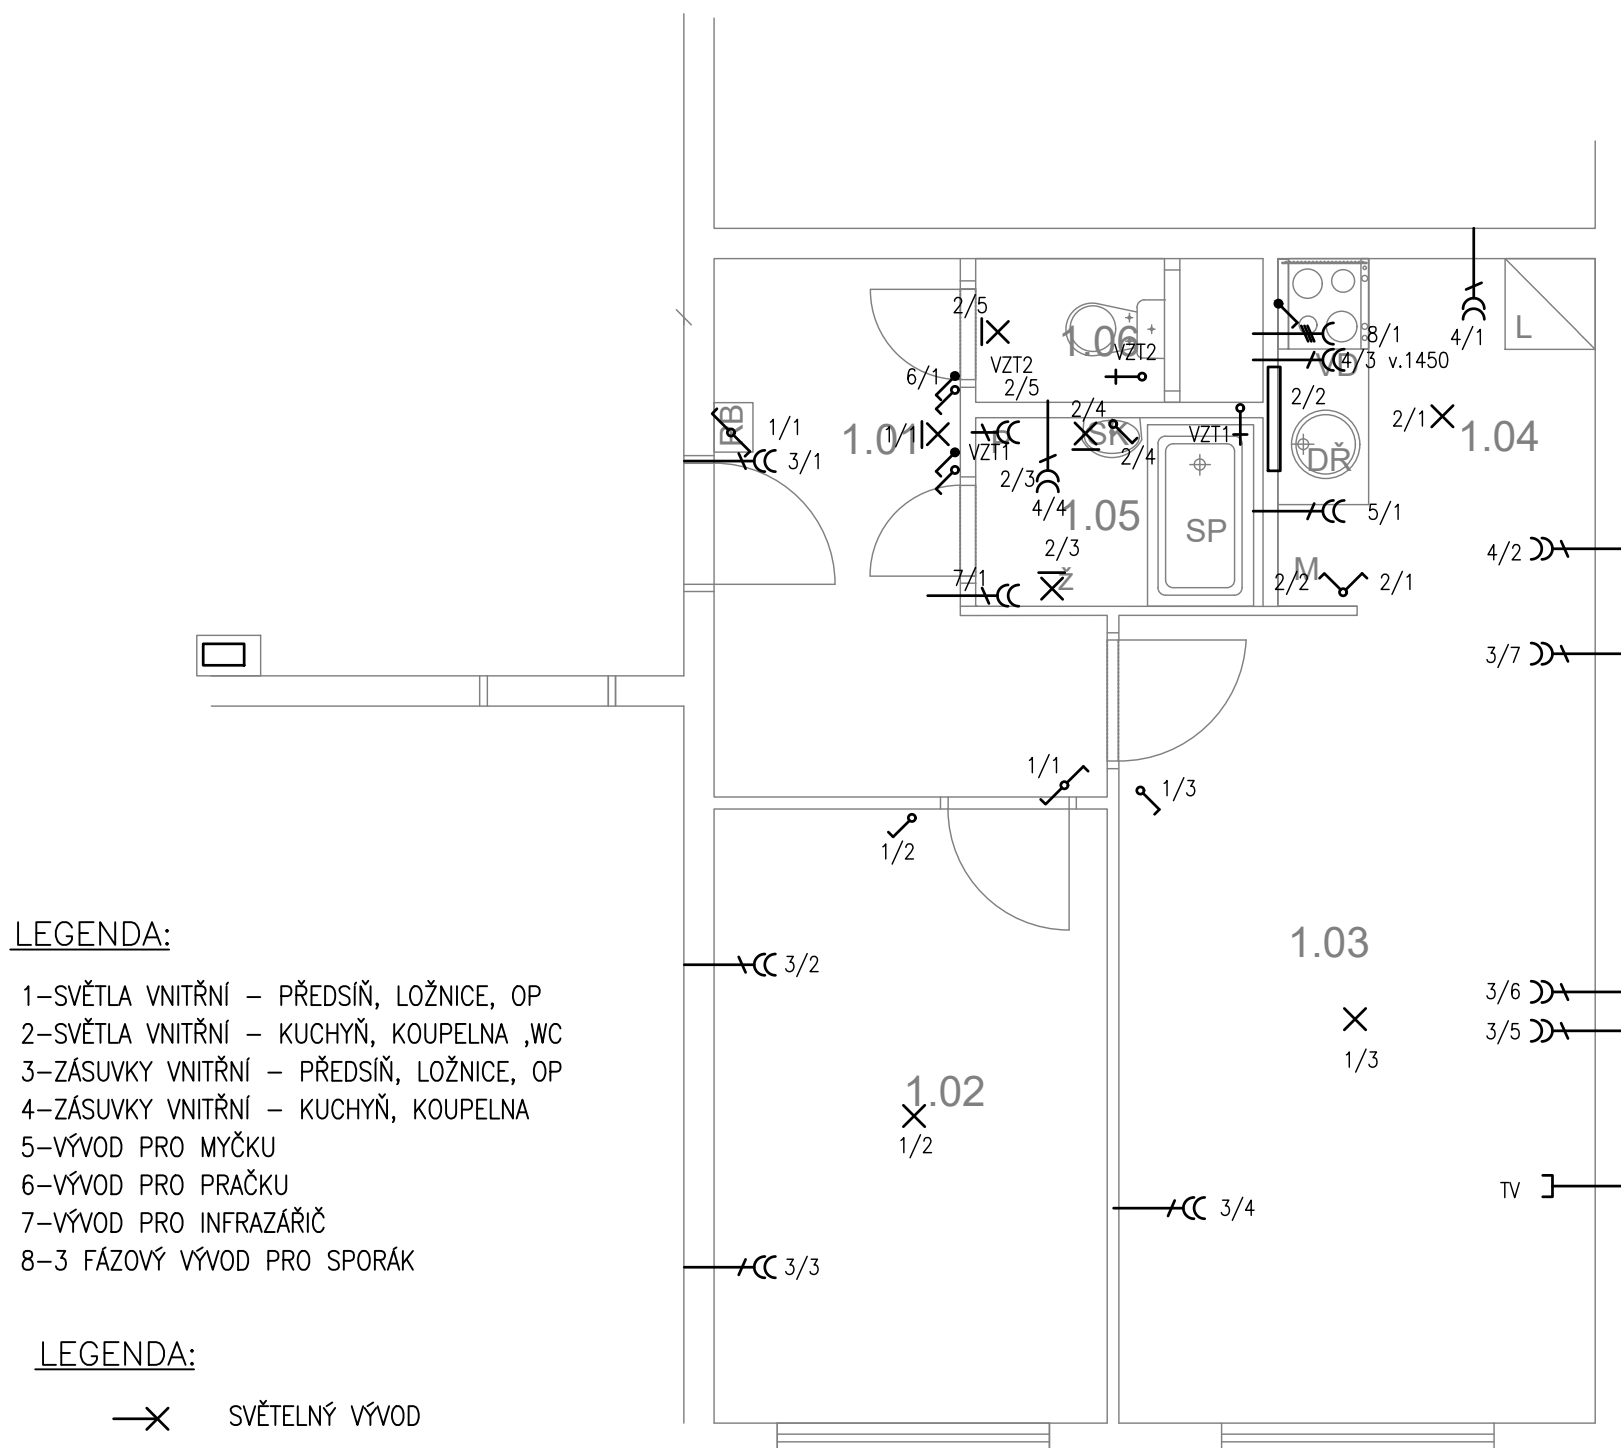 2/5
1.06
VZT2
VZT2
6/1
2/5
8/1
4/1
L
VD
4/3 v.1450
2/2
2/1
1.04
RB
1/1
3/1
1.01
1/1
VZT1
2/4
SK
2/4
VZT1
DŘ
2/3
4/4
1.05
SP
5/1
2/3
Ž
7/1
M
2/2
2/1
4/2
3/7
1/1
1/3
1/2
LEGENDA:
1-SVĚTLA VNITŘNÍ - PŘEDSÍŇ, LOŽNICE, OP
2-SVĚTLA VNITŘNÍ - KUCHYŇ, KOUPELNA ,WC
3-ZÁSUVKY VNITŘNÍ - PŘEDSÍŇ, LOŽNICE, OP
4-ZÁSUVKY VNITŘNÍ - KUCHYŇ, KOUPELNA
5-VÝVOD PRO MYČKU
6-VÝVOD PRO PRAČKU
7-VÝVOD PRO INFRAZÁŘIČ
8-3 FÁZOVÝ VÝVOD PRO SPORÁK
3/2
1.03
3/6
3/5
1/3
1.02
1/2
TV
3/4
3/3
LEGENDA:
SVĚTELNÝ VÝVOD